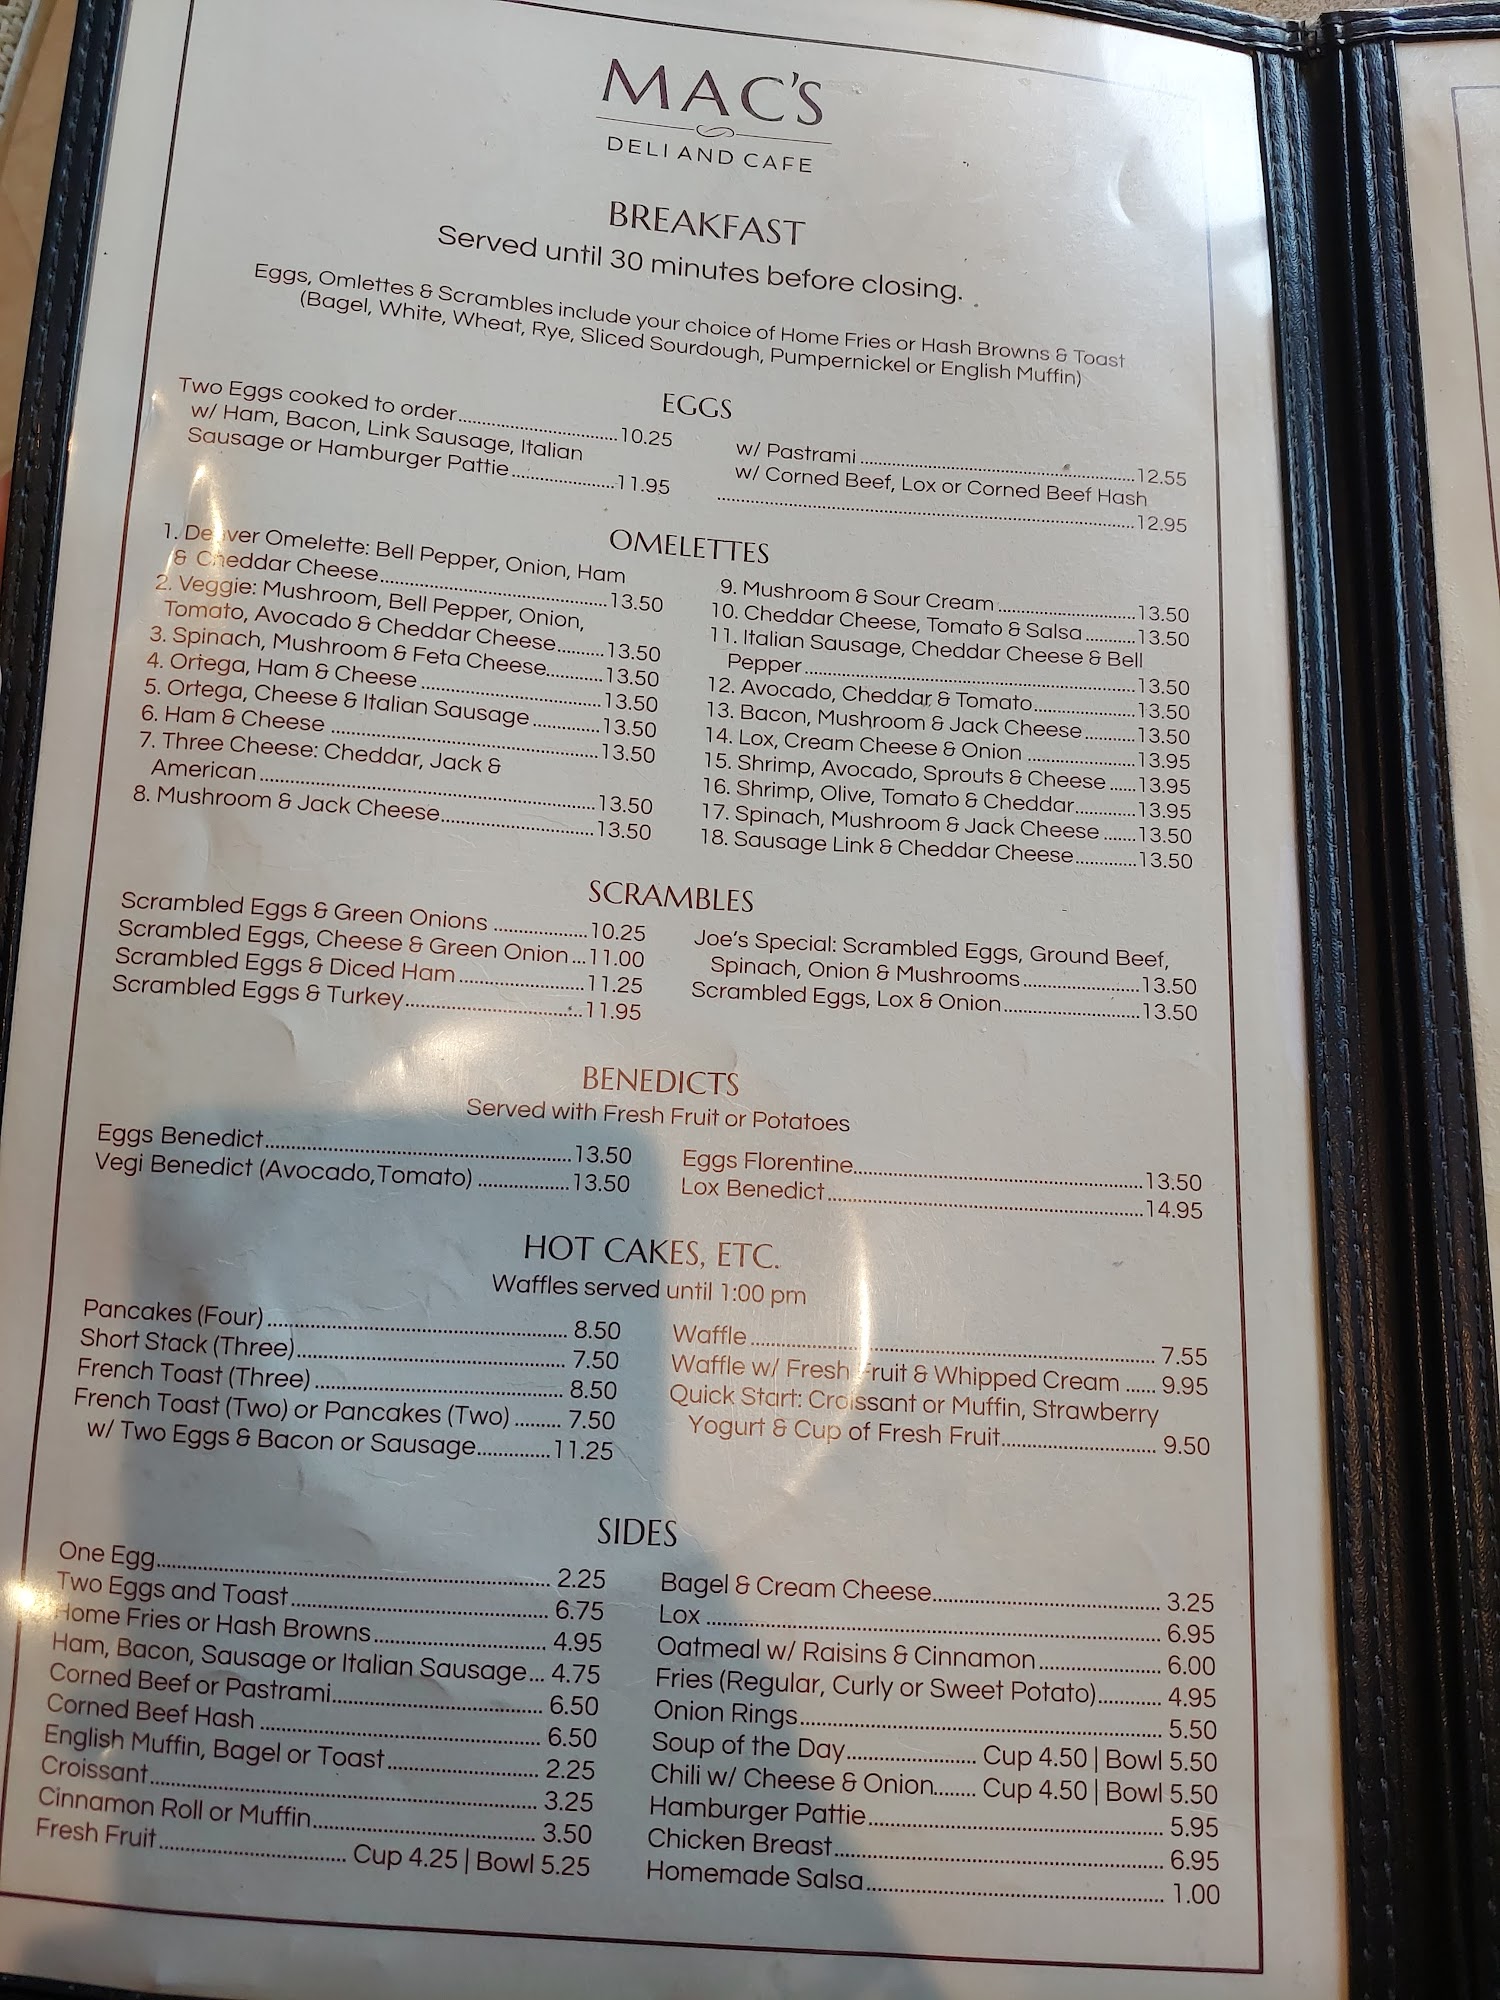 MAC'S
DELI AND CAFE
BREAKFAST
Served until 30 minutes before closing.
Eggs, Omlettes & Scrambles include your choice of Home Fries or Hash Browns & Toast
(Bagel, White, Wheat, Rye, Sliced Sourdough, Pumpernickel or English Muffin)
EGGS
Two Eggs cooked to order 10.25
w/ Ham, Bacon, Link Sausage, Italian
Sausage or Hamburger Pattie 11.95
w/ Pastrami 12.55
w/ Corned Beef, Lox or Corned Beef Hash
12.95
OMELETTES
1. Denver Omelette: Bell Pepper, Onion, Ham
& Cheddar Cheese 13.50
2. Veggie: Mushroom, Bell Pepper, Onion,
Tomato, Avocado & Cheddar Cheese 13.50
3. Spinach, Mushroom & Feta Cheese 13.50
4. Ortega, Ham & Cheese 13.50
5. Ortega, Cheese & Italian Sausage 13.50
6. Ham & Cheese 13.50
7. Three Cheese: Cheddar, Jack &
American 13.50
8. Mushroom & Jack Cheese 13.50
9. Mushroom & Sour Cream 13.50
10. Cheddar Cheese, Tomato & Salsa 13.50
11. Italian Sausage, Cheddar Cheese & Bell
Pepper 13.50
12. Avocado, Cheddar & Tomato 13.50
13. Bacon, Mushroom & Jack Cheese 13.50
14. Lox, Cream Cheese & Onion 13.95
15. Shrimp, Avocado, Sprouts & Cheese 13.95
16. Shrimp, Olive, Tomato & Cheddar 13.95
17. Spinach, Mushroom & Jack Cheese 13.50
18. Sausage Link & Cheddar Cheese 13.50
SCRAMBLES
Scrambled Eggs & Green Onions 10.25
Scrambled Eggs, Cheese & Green Onion 11.00
Scrambled Eggs & Diced Ham 11.25
Scrambled Eggs & Turkey 11.95
Joe's Special: Scrambled Eggs, Ground Beef,
Spinach, Onion & Mushrooms 13.50
Scrambled Eggs, Lox & Onion 13.50
BENEDICTS
Served with Fresh Fruit or Potatoes
Eggs Benedict 13.50
Vegi Benedict (Avocado,Tomato) 13.50
Eggs Florentine 13.50
Lox Benedict 14.95
HOT CAKES, ETC.
Waffles served until 1:00 pm
Pancakes (Four) 8.50
Short Stack (Three) 7.50
French Toast (Three) 8.50
French Toast (Two) or Pancakes (Two) 7.50
w/ Two Eggs & Bacon or Sausage 11.25
Waffle 7.55
Waffle w/ Fresh Fruit & Whipped Cream 9.95
Quick Start: Croissant or Muffin, Strawberry
Yogurt & Cup of Fresh Fruit 9.50
SIDES
One Egg 2.25
Two Eggs and Toast 6.75
Home Fries or Hash Browns 4.95
Ham, Bacon, Sausage or Italian Sausage 4.75
Corned Beef or Pastrami 6.50
Corned Beef Hash 6.50
English Muffin, Bagel or Toast 2.25
Croissant 3.25
Cinnamon Roll or Muffin 3.50
Fresh Fruit Cup 4.25 | Bowl 5.25
Bagel & Cream Cheese 3.25
Lox 6.95
Oatmeal w/ Raisins & Cinnamon 6.00
Fries (Regular, Curly or Sweet Potato) 4.95
Onion Rings 5.50
Soup of the Day Cup 4.50 | Bowl 5.50
Chili w/ Cheese & Onion Cup 4.50 | Bowl 5.50
Hamburger Pattie 5.95
Chicken Breast 6.95
Homemade Salsa 1.00